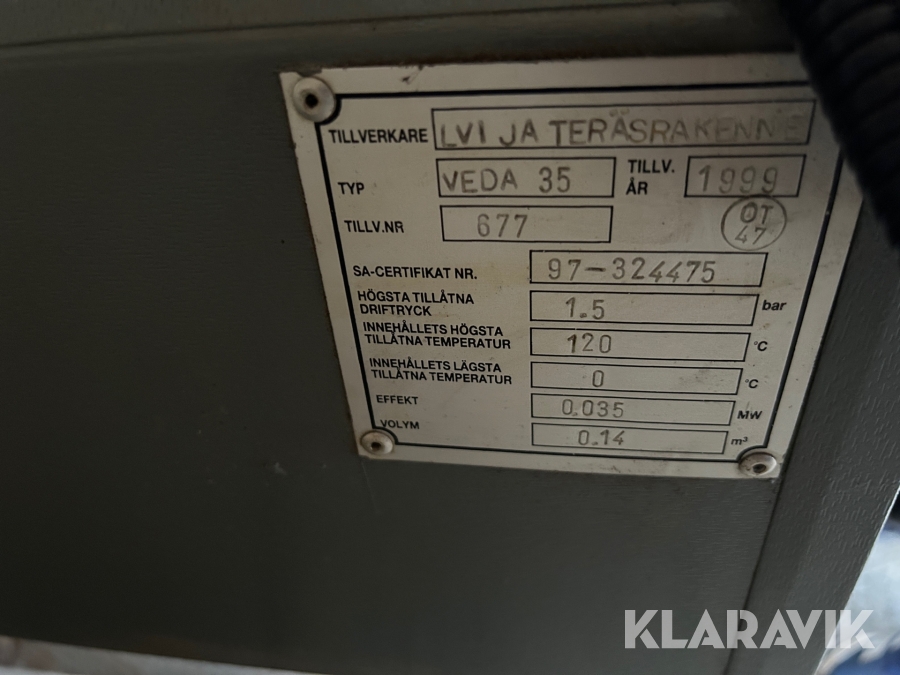 TILLVERKARE LVI JA TERÄSRAKENNE
TYP VEDA 35 TILLV. ÅR 1999
TILLV.NR 677 OT 47
SA-CERTIFIKAT NR. 97-324475
HÖGSTA TILLÅTNA
DRIFTRYCK 1.5 bar
INNEHÅLLETS HÖGSTA
TILLÅTNA TEMPERATUR 120 °C
INNEHÅLLETS LÄGSTA
TILLÅTNA TEMPERATUR 0 °C
EFFEKT 0.035 MW
VOLYM 0.14 m³
KLARAVIK